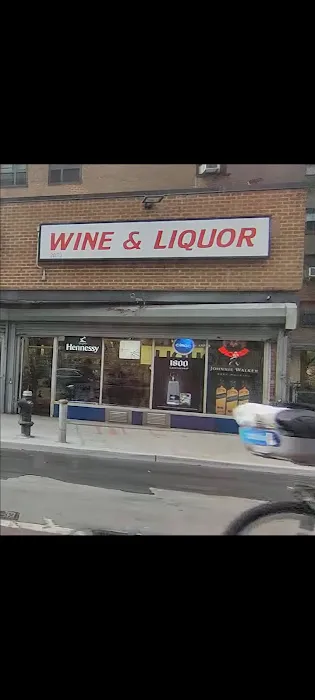 WINE & LIQUOR
Hennessy
1800
JOHNNIE WALKER